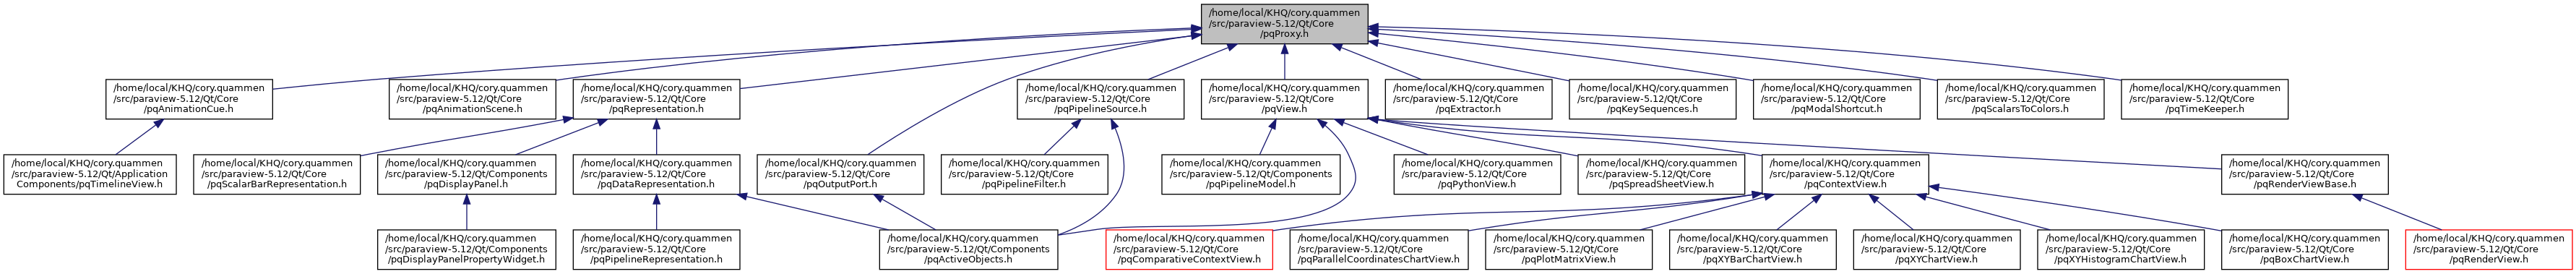 /home/local/KHQ/cory.quammen
/src/paraview-5.12/Qt/Core
/pqProxy.h
/home/local/KHQ/cory.quammen
/src/paraview-5.12/Qt/Core
/pqAnimationCue.h
/home/local/KHQ/cory.quammen
/src/paraview-5.12/Qt/Core
/pqAnimationScene.h
/home/local/KHQ/cory.quammen
/src/paraview-5.12/Qt/Core
/pqRepresentation.h
/home/local/KHQ/cory.quammen
/src/paraview-5.12/Qt/Core
/pqPipelineSource.h
/home/local/KHQ/cory.quammen
/src/paraview-5.12/Qt/Core
/pqView.h
/home/local/KHQ/cory.quammen
/src/paraview-5.12/Qt/Core
/pqExtractor.h
/home/local/KHQ/cory.quammen
/src/paraview-5.12/Qt/Core
/pqKeySequences.h
/home/local/KHQ/cory.quammen
/src/paraview-5.12/Qt/Core
/pqModalShortcut.h
/home/local/KHQ/cory.quammen
/src/paraview-5.12/Qt/Core
/pqScalarsToColors.h
/home/local/KHQ/cory.quammen
/src/paraview-5.12/Qt/Core
/pqTimeKeeper.h
/home/local/KHQ/cory.quammen
/src/paraview-5.12/Qt/Application
Components/pqTimelineView.h
/home/local/KHQ/cory.quammen
/src/paraview-5.12/Qt/Core
/pqScalarBarRepresentation.h
/home/local/KHQ/cory.quammen
/src/paraview-5.12/Qt/Components
/pqDisplayPanel.h
/home/local/KHQ/cory.quammen
/src/paraview-5.12/Qt/Core
/pqDataRepresentation.h
/home/local/KHQ/cory.quammen
/src/paraview-5.12/Qt/Core
/pqOutputPort.h
/home/local/KHQ/cory.quammen
/src/paraview-5.12/Qt/Core
/pqPipelineFilter.h
/home/local/KHQ/cory.quammen
/src/paraview-5.12/Qt/Components
/pqPipelineModel.h
/home/local/KHQ/cory.quammen
/src/paraview-5.12/Qt/Core
/pqPythonView.h
/home/local/KHQ/cory.quammen
/src/paraview-5.12/Qt/Core
/pqSpreadSheetView.h
/home/local/KHQ/cory.quammen
/src/paraview-5.12/Qt/Core
/pqContextView.h
/home/local/KHQ/cory.quammen
/src/paraview-5.12/Qt/Core
/pqRenderViewBase.h
/home/local/KHQ/cory.quammen
/src/paraview-5.12/Qt/Components
/pqDisplayPanelPropertyWidget.h
/home/local/KHQ/cory.quammen
/src/paraview-5.12/Qt/Core
/pqPipelineRepresentation.h
/home/local/KHQ/cory.quammen
/src/paraview-5.12/Qt/Components
/pqActiveObjects.h
/home/local/KHQ/cory.quammen
/src/paraview-5.12/Qt/Core
/pqComparativeContextView.h
/home/local/KHQ/cory.quammen
/src/paraview-5.12/Qt/Core
/pqParallelCoordinatesChartView.h
/home/local/KHQ/cory.quammen
/src/paraview-5.12/Qt/Core
/pqPlotMatrixView.h
/home/local/KHQ/cory.quammen
/src/paraview-5.12/Qt/Core
/pqXYBarChartView.h
/home/local/KHQ/cory.quammen
/src/paraview-5.12/Qt/Core
/pqXYChartView.h
/home/local/KHQ/cory.quammen
/src/paraview-5.12/Qt/Core
/pqXYHistogramChartView.h
/home/local/KHQ/cory.quammen
/src/paraview-5.12/Qt/Core
/pqBoxChartView.h
/home/local/KHQ/cory.quammen
/src/paraview-5.12/Qt/Core
/pqRenderView.h